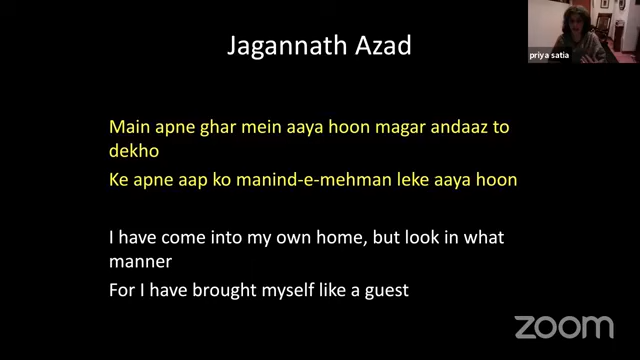 Jagannath Azad
priya satia
Main apne ghar mein aaya hoon magar andaaz to
dekho
Ke apne aap ko manind-e-mehman leke aaya hoon
I have come into my own home, but look in what
manner
For I have brought myself like a guest
zoom